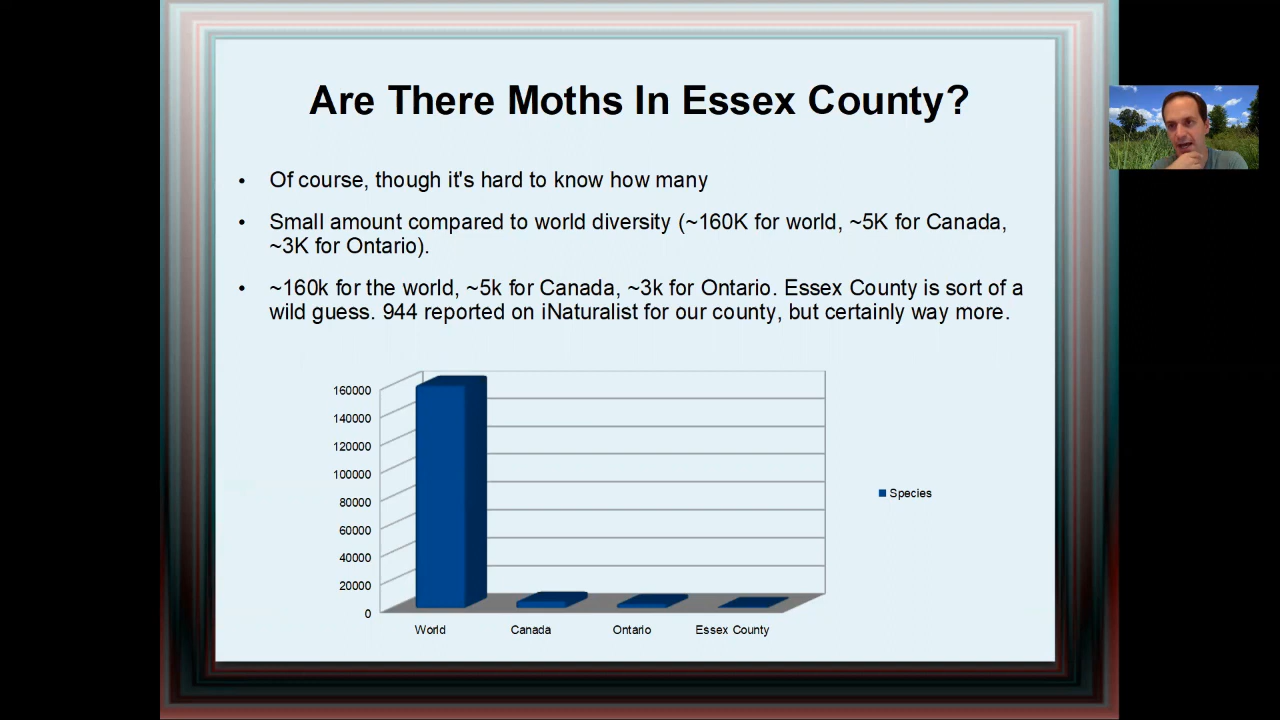 Are There Moths In Essex County?
• Of course, though it's hard to know how many
• Small amount compared to world diversity (~160K for world, ~5K for Canada,
~3K for Ontario).
• ~160k for the world, ~5k for Canada, ~3k for Ontario. Essex County is sort of a
wild guess. 944 reported on iNaturalist for our county, but certainly way more.
160000
140000
120000
100000
80000
60000
40000
20000
0
World Canada Ontario Essex County
Species